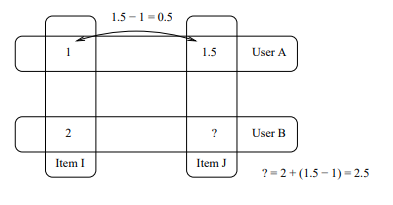 1.5 − 1 = 0.5
1 1.5 User A
2 ? User B
Item I Item J
? = 2 + (1.5 − 1) = 2.5